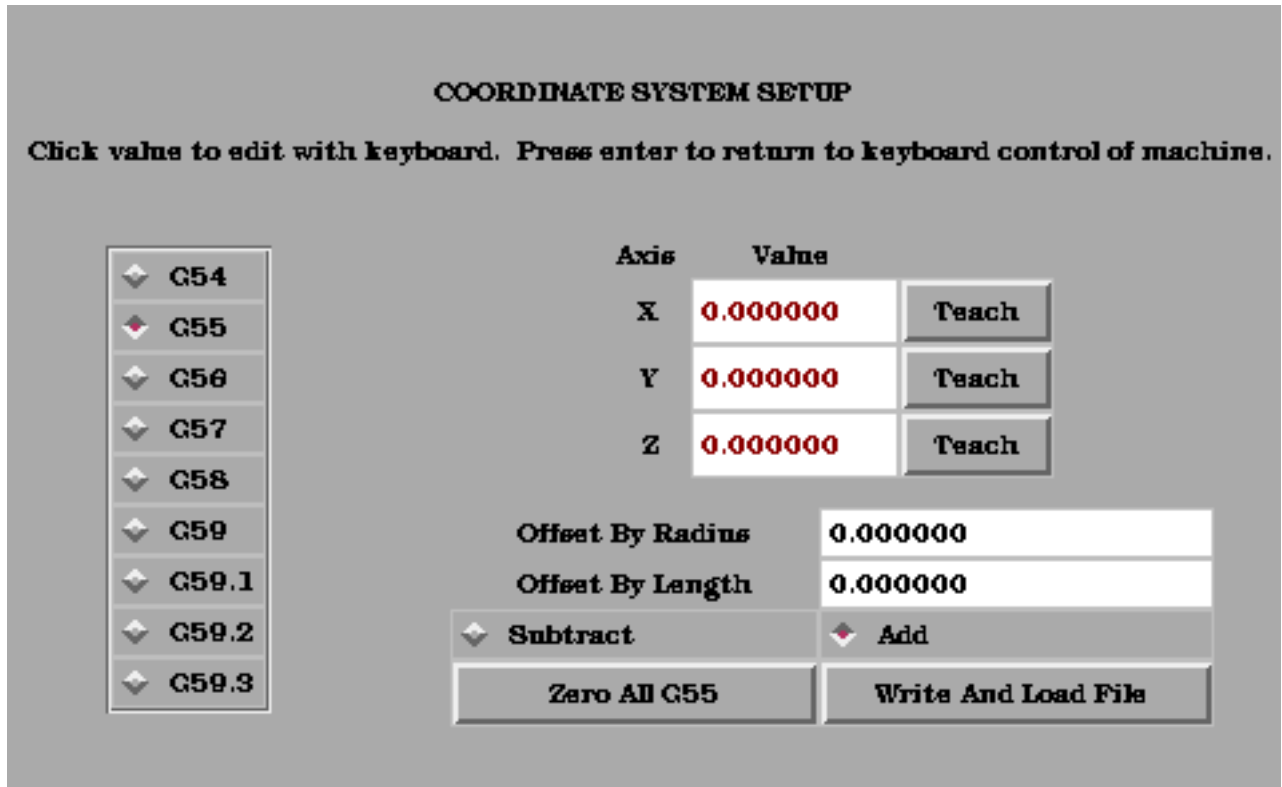 COORDINATE SYSTEM SETUP
Click value to edit with keyboard. Press enter to return to keyboard control of machine.
G54
G55
G56
G57
G58
G59
G59.1
G59.2
G59.3
Axis Value
X 0.000000 Teach
Y 0.000000 Teach
Z 0.000000 Teach
Offset By Radius 0.000000
Offset By Length 0.000000
Subtract Add
Zero All G55 Write And Load File